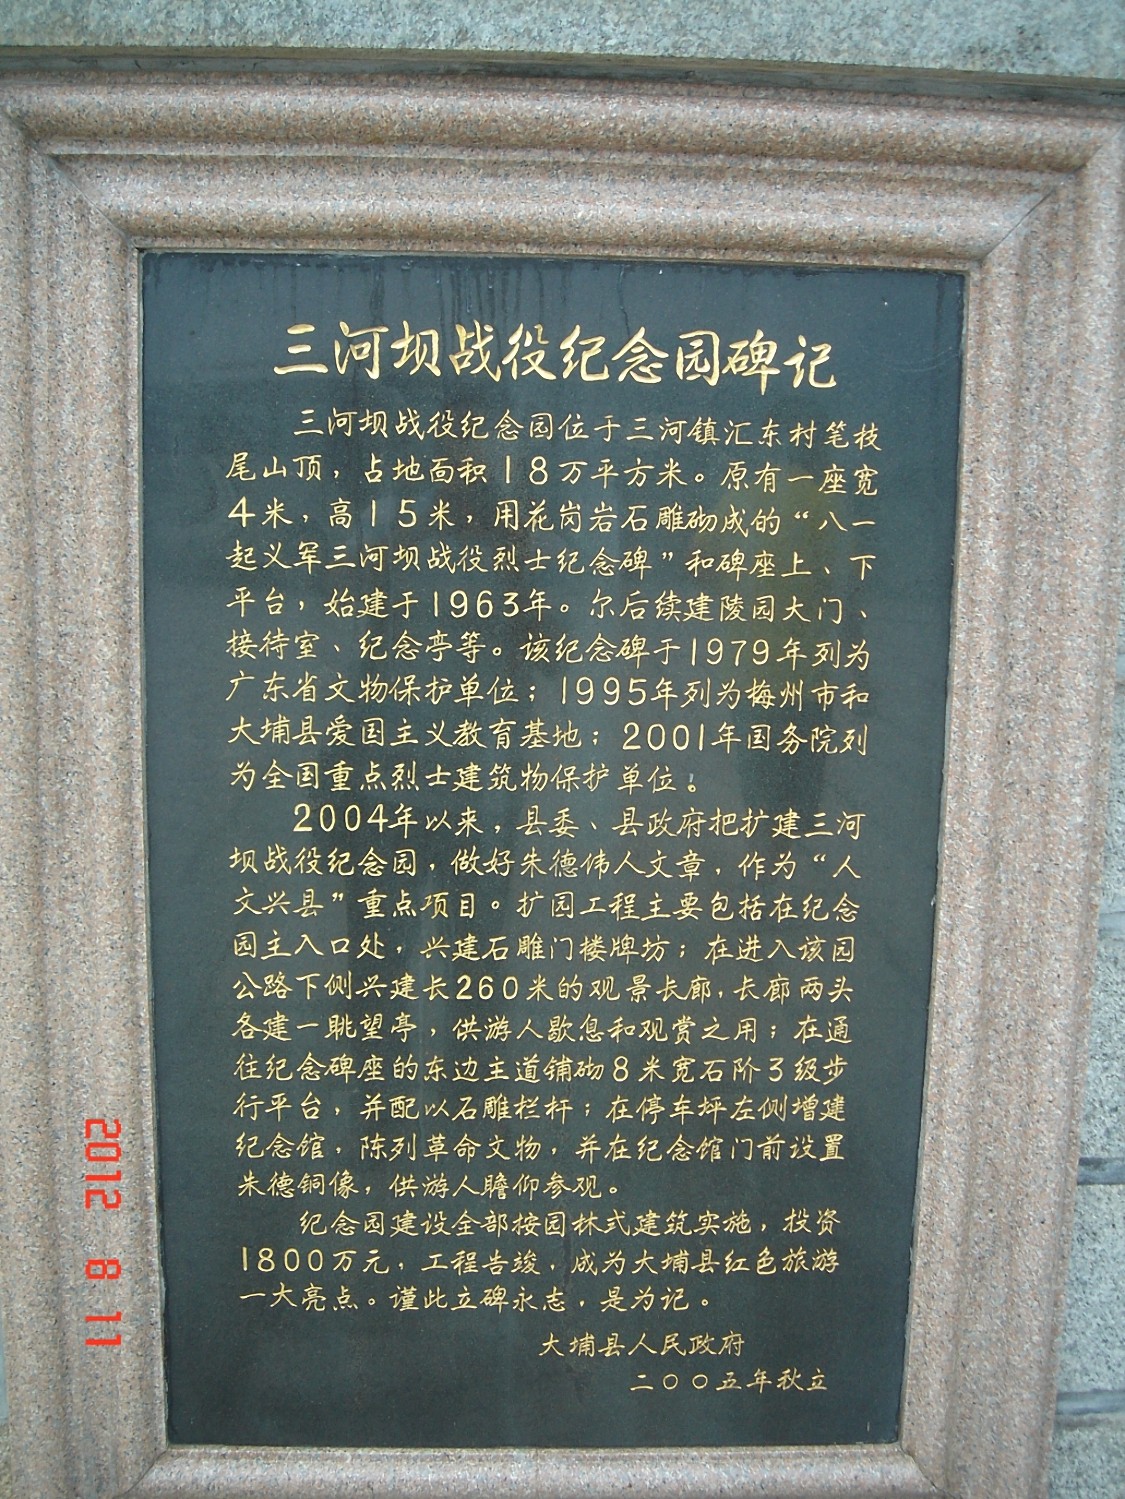 三河坝战役纪念园碑记
三河坝战役纪念园位于三河镇汇东村笔枝
尾山顶，占地面积18万平方米。原有一座宽
4米，高15米，用花岗岩石雕砌成的“八一
起义军三河坝战役烈士纪念碑”和碑座上、下
平台，始建于1963年。尔后续建陵园大门、
接待室、纪念亭等。该纪念碑于1979年列为
广东省文物保护单位；1995年列为梅州市和
大埔县爱国主义教育基地；2001年国务院列
为全国重点烈士建筑物保护单位。
2004年以来，县委、县政府把扩建三河
坝战役纪念园，做好朱德伟人文章，作为“人
文兴县”重点项目。扩园工程主要包括在纪念
园主入口处，兴建石雕门楼牌坊；在进入该园
公路下侧兴建长260米的观景长廊，长廊两头
各建一眺望亭，供游人歇息和观赏之用；在通
往纪念碑座的东边主道铺砌8米宽石阶3级步
行平台，并配以石雕栏杆；在停车坪左侧增建
纪念馆，陈列革命文物，并在纪念馆门前设置
朱德铜像，供游人瞻仰参观。
纪念园建设全部按园林式建筑实施，投资
1800万元，工程告竣，成为大埔县红色旅游
一大亮点。谨此立碑永志，是为记。
大埔县人民政府
二〇〇五年秋立
2012 8 11